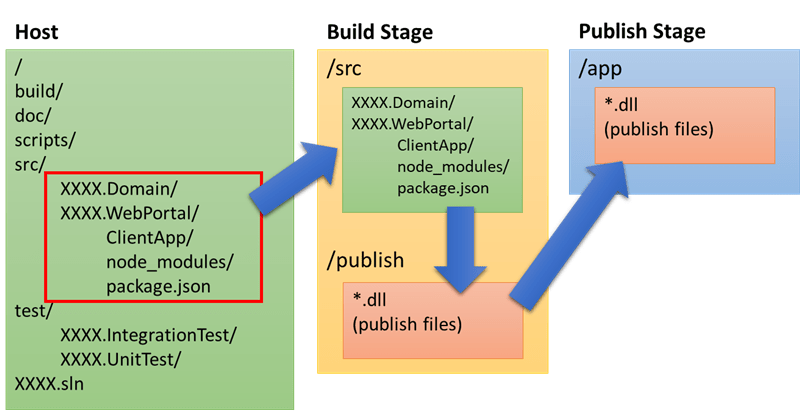 Host
/
build/
doc/
scripts/
src/
XXXX.Domain/
XXXX.WebPortal/
ClientApp/
node_modules/
package.json
test/
XXXX.IntegrationTest/
XXXX.UnitTest/
XXXX.sln
Build Stage
/src
XXXX.Domain/
XXXX.WebPortal/
ClientApp/
node_modules/
package.json
/publish
*.dll
(publish files)
Publish Stage
/app
*.dll
(publish files)